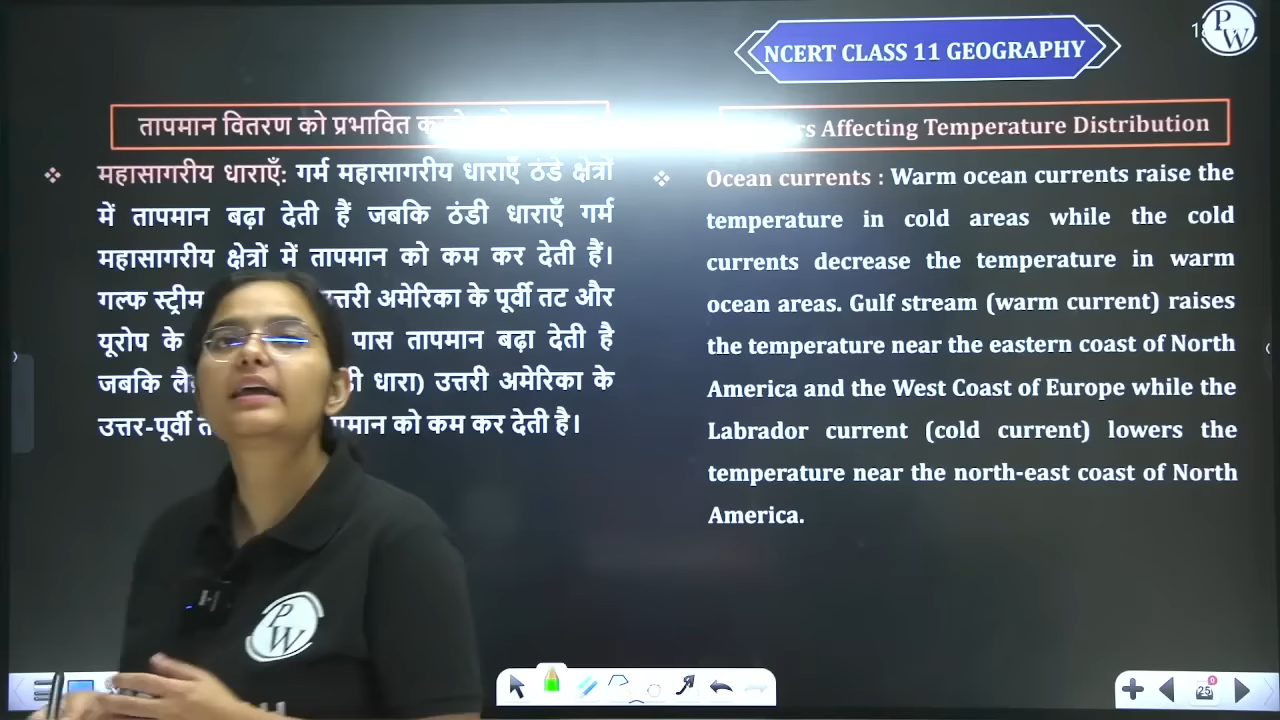 NCERT CLASS 11 GEOGRAPHY
PW
तापमान वितरण को प्रभावित
Affecting Temperature Distribution
महासागरीय धाराएँ: गर्म महासागरीय धाराएँ ठंडे क्षेत्रों
में तापमान बढ़ा देती हैं जबकि ठंडी धाराएँ गर्म
महासागरीय क्षेत्रों में तापमान को कम कर देती हैं।
गल्फ स्ट्रीम अमेरिका के पूर्वी तट और
यूरोप के पास तापमान बढ़ा देती है
जबकि धारा) उत्तरी अमेरिका के
उत्तर-पूर्वी को कम कर देती है।
Ocean currents : Warm ocean currents raise the
temperature in cold areas while the cold
currents decrease the temperature in warm
ocean areas. Gulf stream (warm current) raises
the temperature near the eastern coast of North
America and the West Coast of Europe while the
Labrador current (cold current) lowers the
temperature near the north-east coast of North
America.
PW
25